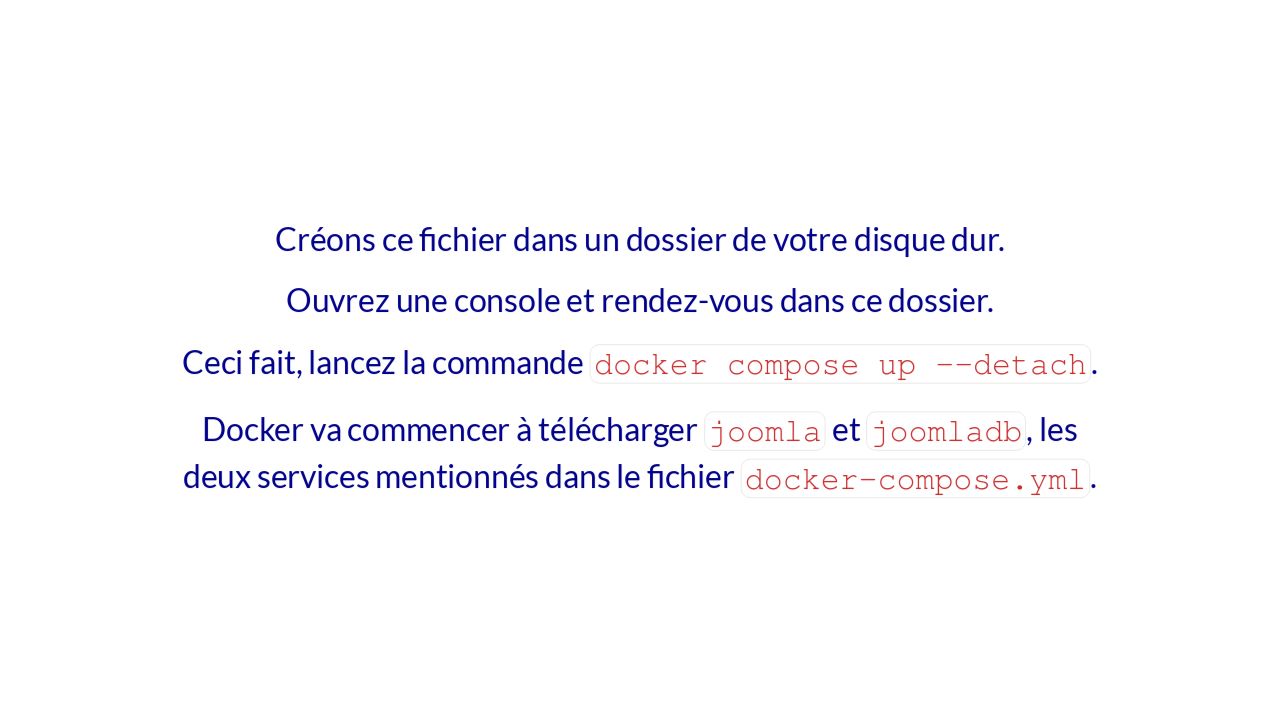 Créons ce fichier dans un dossier de votre disque dur.
Ouvrez une console et rendez-vous dans ce dossier.
Ceci fait, lancez la commande docker compose up --detach.
Docker va commencer à télécharger joomla et joomladb, les
deux services mentionnés dans le fichier docker-compose.yml.